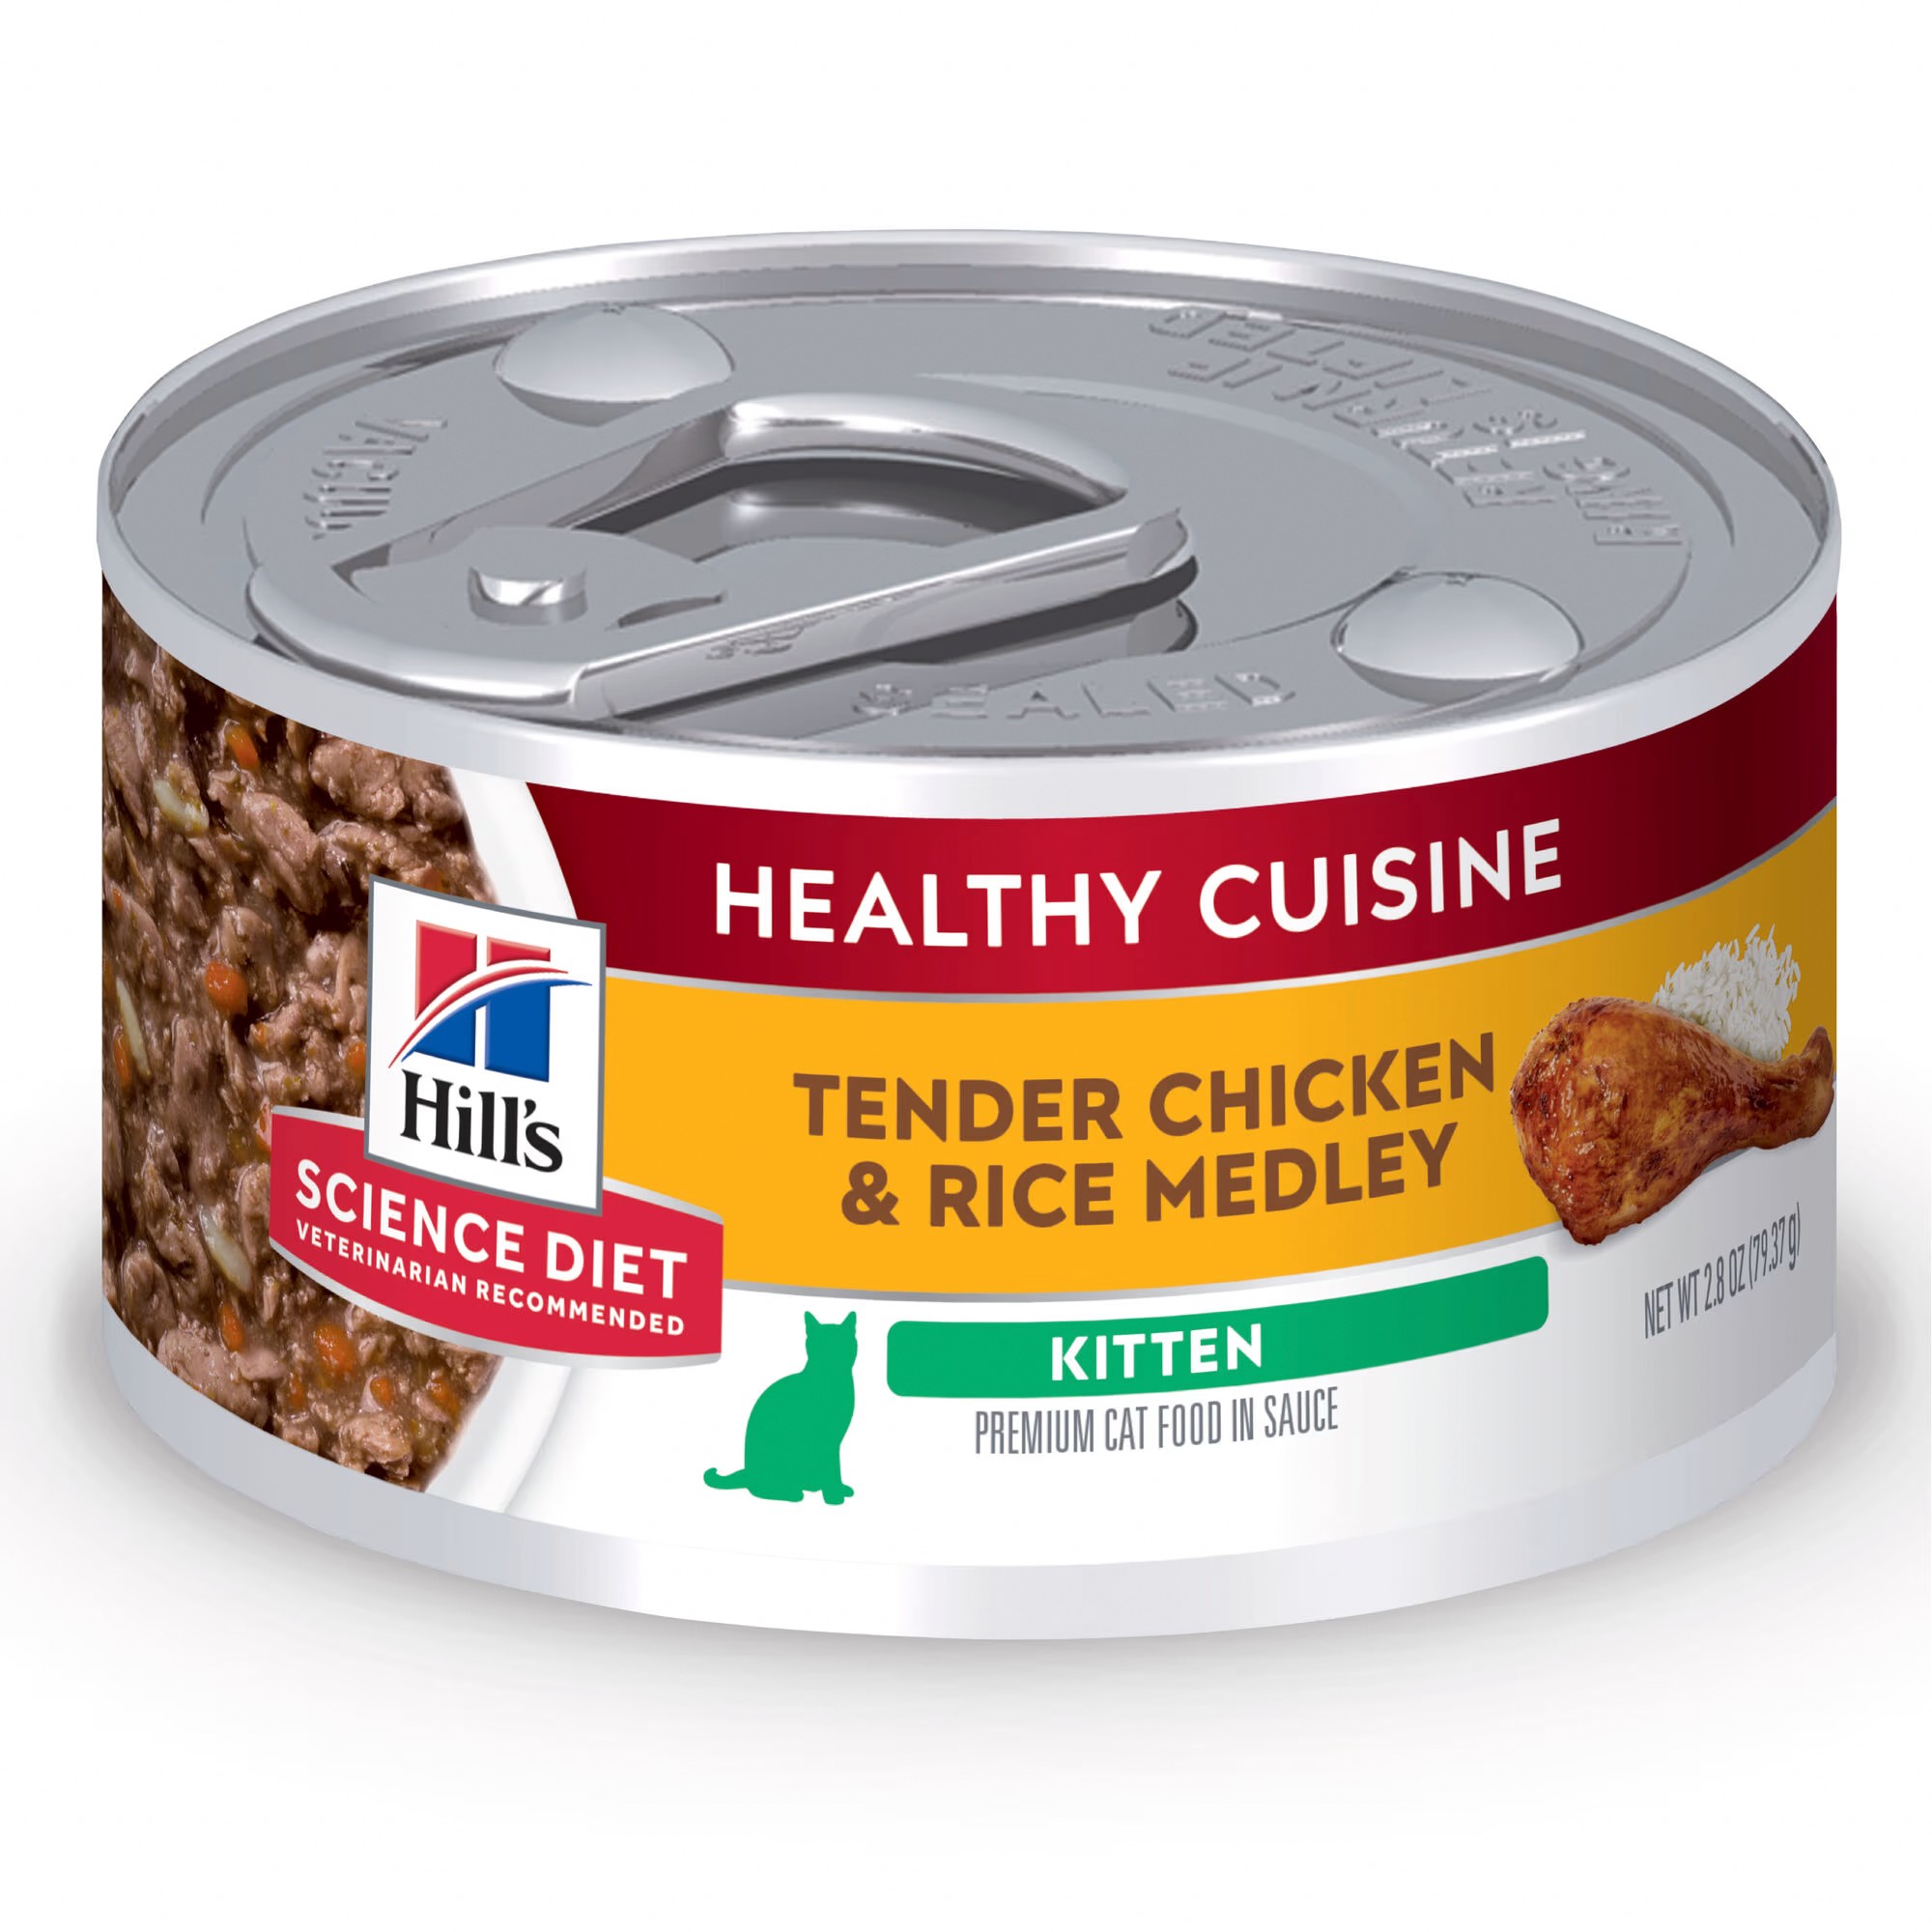 VACUUM
SEALED
HEALTHY CUISINE
Hill's
SCIENCE DIET
VETERINARIAN RECOMMENDED
TENDER CHICKEN
& RICE MEDLEY
KITTEN
PREMIUM CAT FOOD IN SAUCE
NET WT 2.8 OZ (79.37 g)